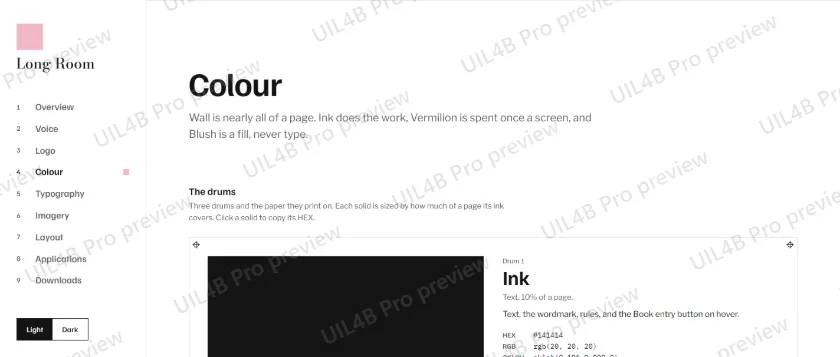 Long Room
1 Overview
2 Voice
3 Logo
4 Colour
5 Typography
6 Imagery
7 Layout
8 Applications
9 Downloads
Light Dark
Colour
Wall is nearly all of a page. Ink does the work, Vermilion is spent once a screen, and
Blush is a fill, never type.
The drums
Three drums and the paper they print on. Each solid is sized by how much of a page its ink
covers. Click a solid to copy its HEX.
Drum 1
Ink
Text. 10% of a page.
Text, the wordmark, rules, and the Book entry button on hover.
HEX #141414
RGB rgb(20, 20, 20)
UIL4B Pro preview